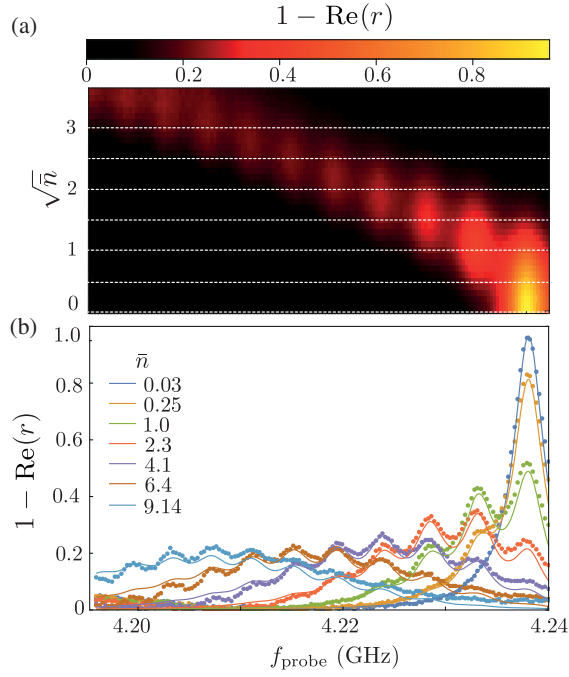 (a)
1 − Re(r)
0 0.2 0.4 0.6 0.8
3
2
1
0
√n̄
(b)
1.0
0.8
0.6
0.4
0.2
0
1 − Re(r)
n̄
0.03
0.25
1.0
2.3
4.1
6.4
9.14
4.20 4.22 4.24
f_probe (GHz)